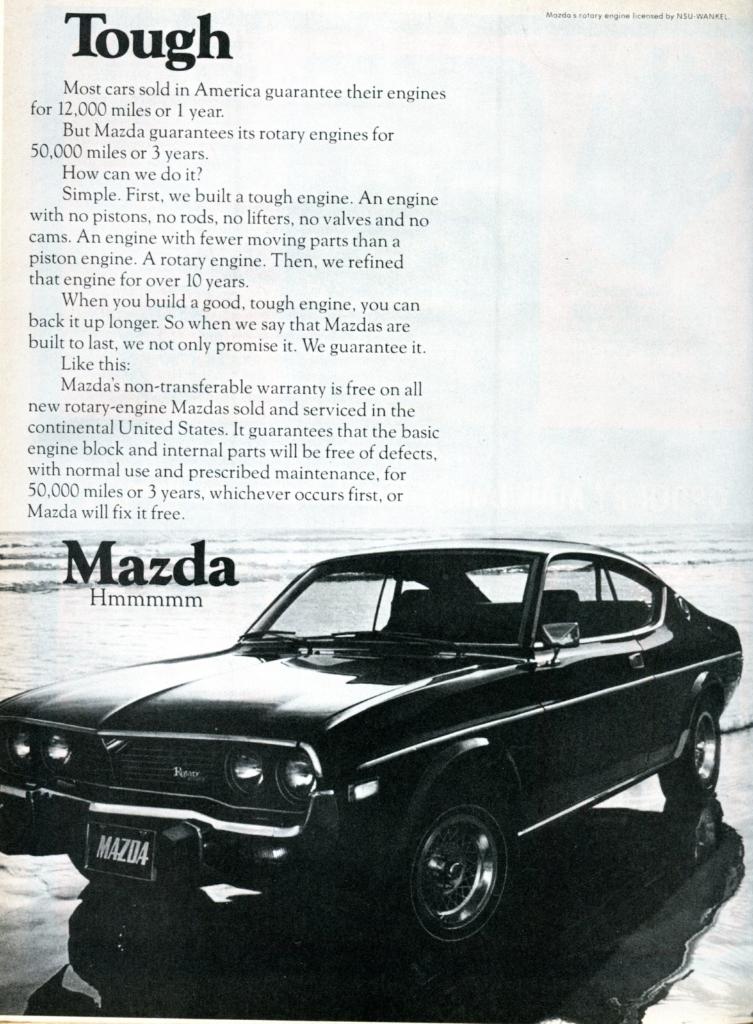 Mazda's rotary engine licensed by NSU-WANKEL.
Tough
Most cars sold in America guarantee their engines
for 12,000 miles or 1 year.
But Mazda guarantees its rotary engines for
50,000 miles or 3 years.
How can we do it?
Simple. First, we built a tough engine. An engine
with no pistons, no rods, no lifters, no valves and no
cams. An engine with fewer moving parts than a
piston engine. A rotary engine. Then, we refined
that engine for over 10 years.
When you build a good, tough engine, you can
back it up longer. So when we say that Mazdas are
built to last, we not only promise it. We guarantee it.
Like this:
Mazda's non-transferable warranty is free on all
new rotary-engine Mazdas sold and serviced in the
continental United States. It guarantees that the basic
engine block and internal parts will be free of defects,
with normal use and prescribed maintenance, for
50,000 miles or 3 years, whichever occurs first, or
Mazda will fix it free.
Mazda
Hmmmmm
Rotary
MAZDA